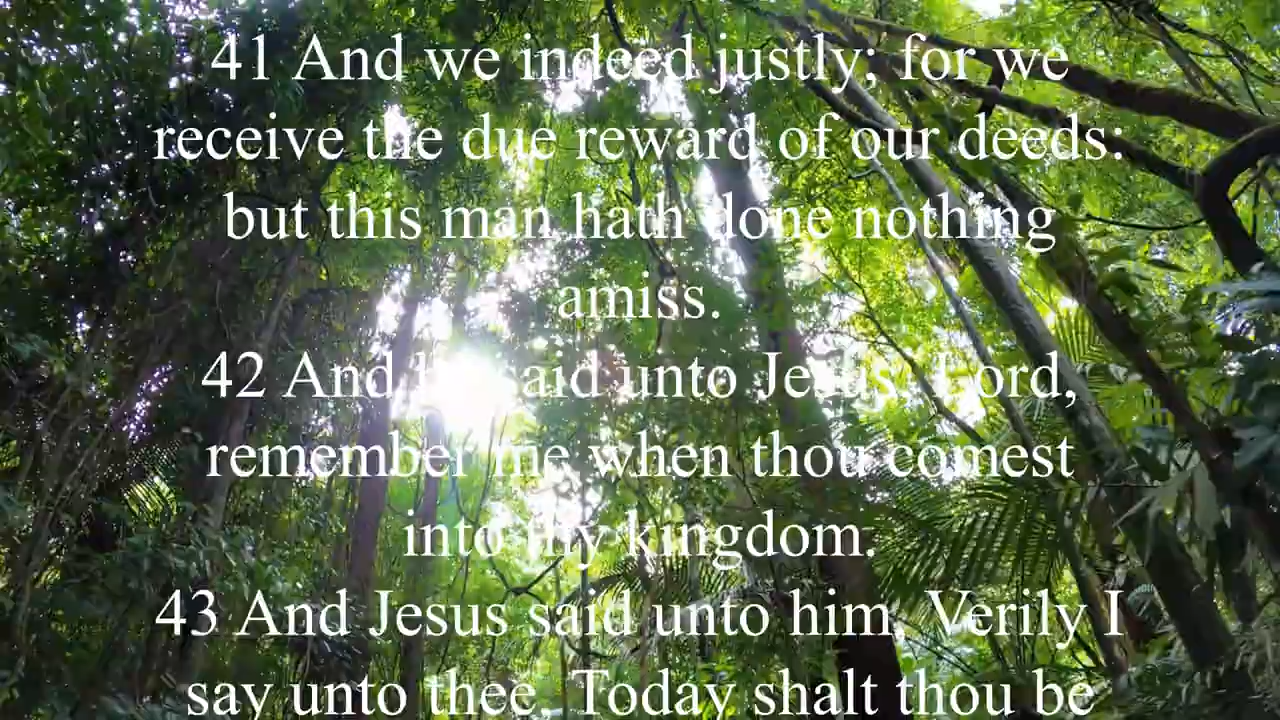 41 And we indeed justly; for we
receive the due reward of our deeds:
but this man hath done nothing
amiss.
42 And he said unto Jesus, Lord,
remember me when thou comest
into thy kingdom.
43 And Jesus said unto him, Verily I
say unto thee, Today shalt thou be